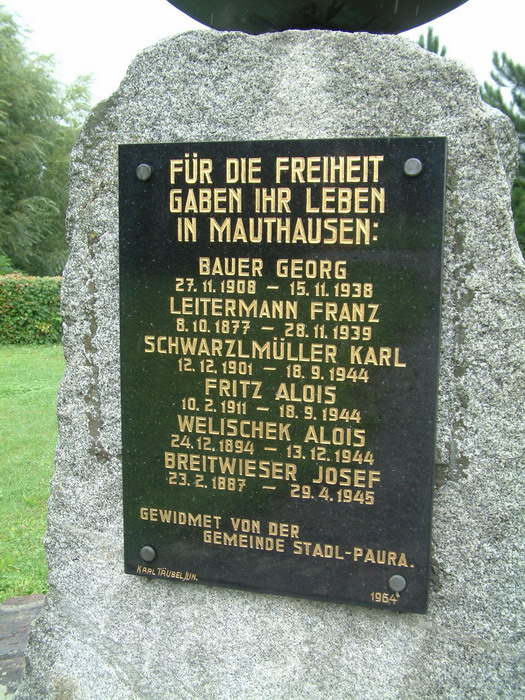 FÜR DIE FREIHEIT
GABEN IHR LEBEN
IN MAUTHAUSEN:
BAUER GEORG
27.11.1908 – 15.11.1938
LEITERMANN FRANZ
8.10.1877 – 28.11.1939
SCHWARZLMÜLLER KARL
12.12.1901 – 18.9.1944
FRITZ ALOIS
10.2.1911 – 18.9.1944
WELISCHEK ALOIS
24.12.1894 – 13.12.1944
BREITWIESER JOSEF
23.2.1887 – 29.4.1945
GEWIDMET VON DER
GEMEINDE STADL-PAURA.
KARL TÄUBEL JUN.
1964